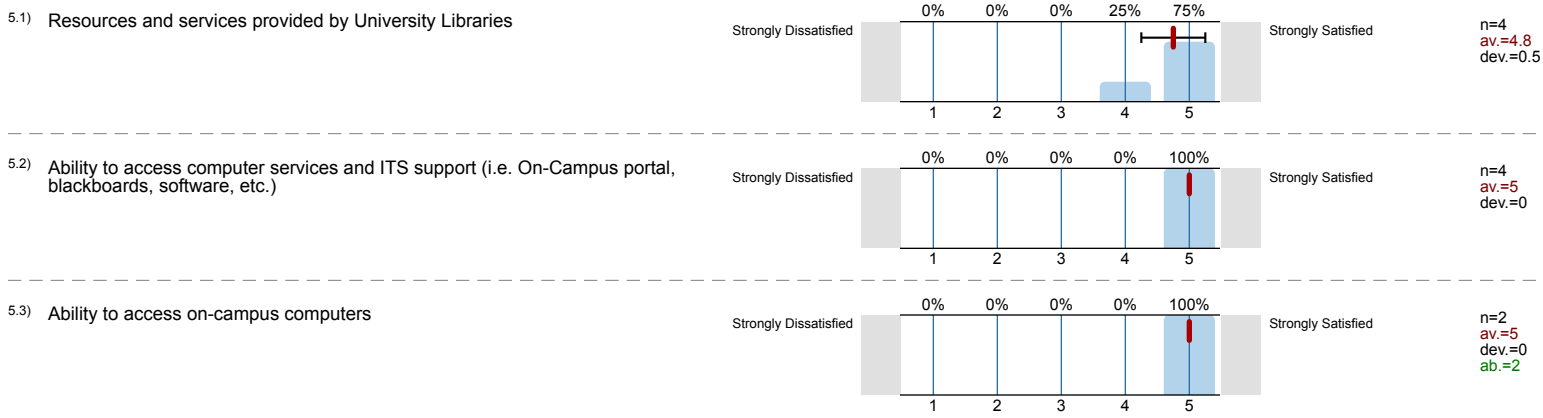 5.1) Resources and services provided by University Libraries
0% 0% 0% 25% 75%
Strongly Dissatisfied
Strongly Satisfied
n=4
av.=4.8
dev.=0.5
1 2 3 4 5
5.2) Ability to access computer services and ITS support (i.e. On-Campus portal,
blackboards, software, etc.)
0% 0% 0% 0% 100%
Strongly Dissatisfied
Strongly Satisfied
n=4
av.=5
dev.=0
1 2 3 4 5
5.3) Ability to access on-campus computers
0% 0% 0% 0% 100%
Strongly Dissatisfied
Strongly Satisfied
n=2
av.=5
dev.=0
ab.=2
1 2 3 4 5